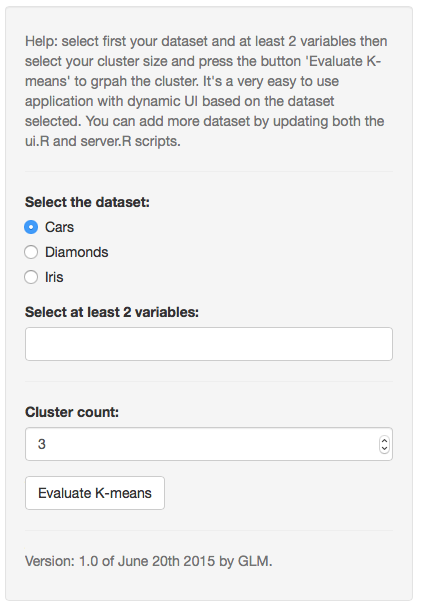 Help: select first your dataset and at least 2 variables then
select your cluster size and press the button 'Evaluate K-
means' to grpah the cluster. It's a very easy to use
application with dynamic UI based on the dataset
selected. You can add more dataset by updating both the
ui.R and server.R scripts.
Select the dataset:
Cars
Diamonds
Iris
Select at least 2 variables:
Cluster count:
3
Evaluate K-means
Version: 1.0 of June 20th 2015 by GLM.